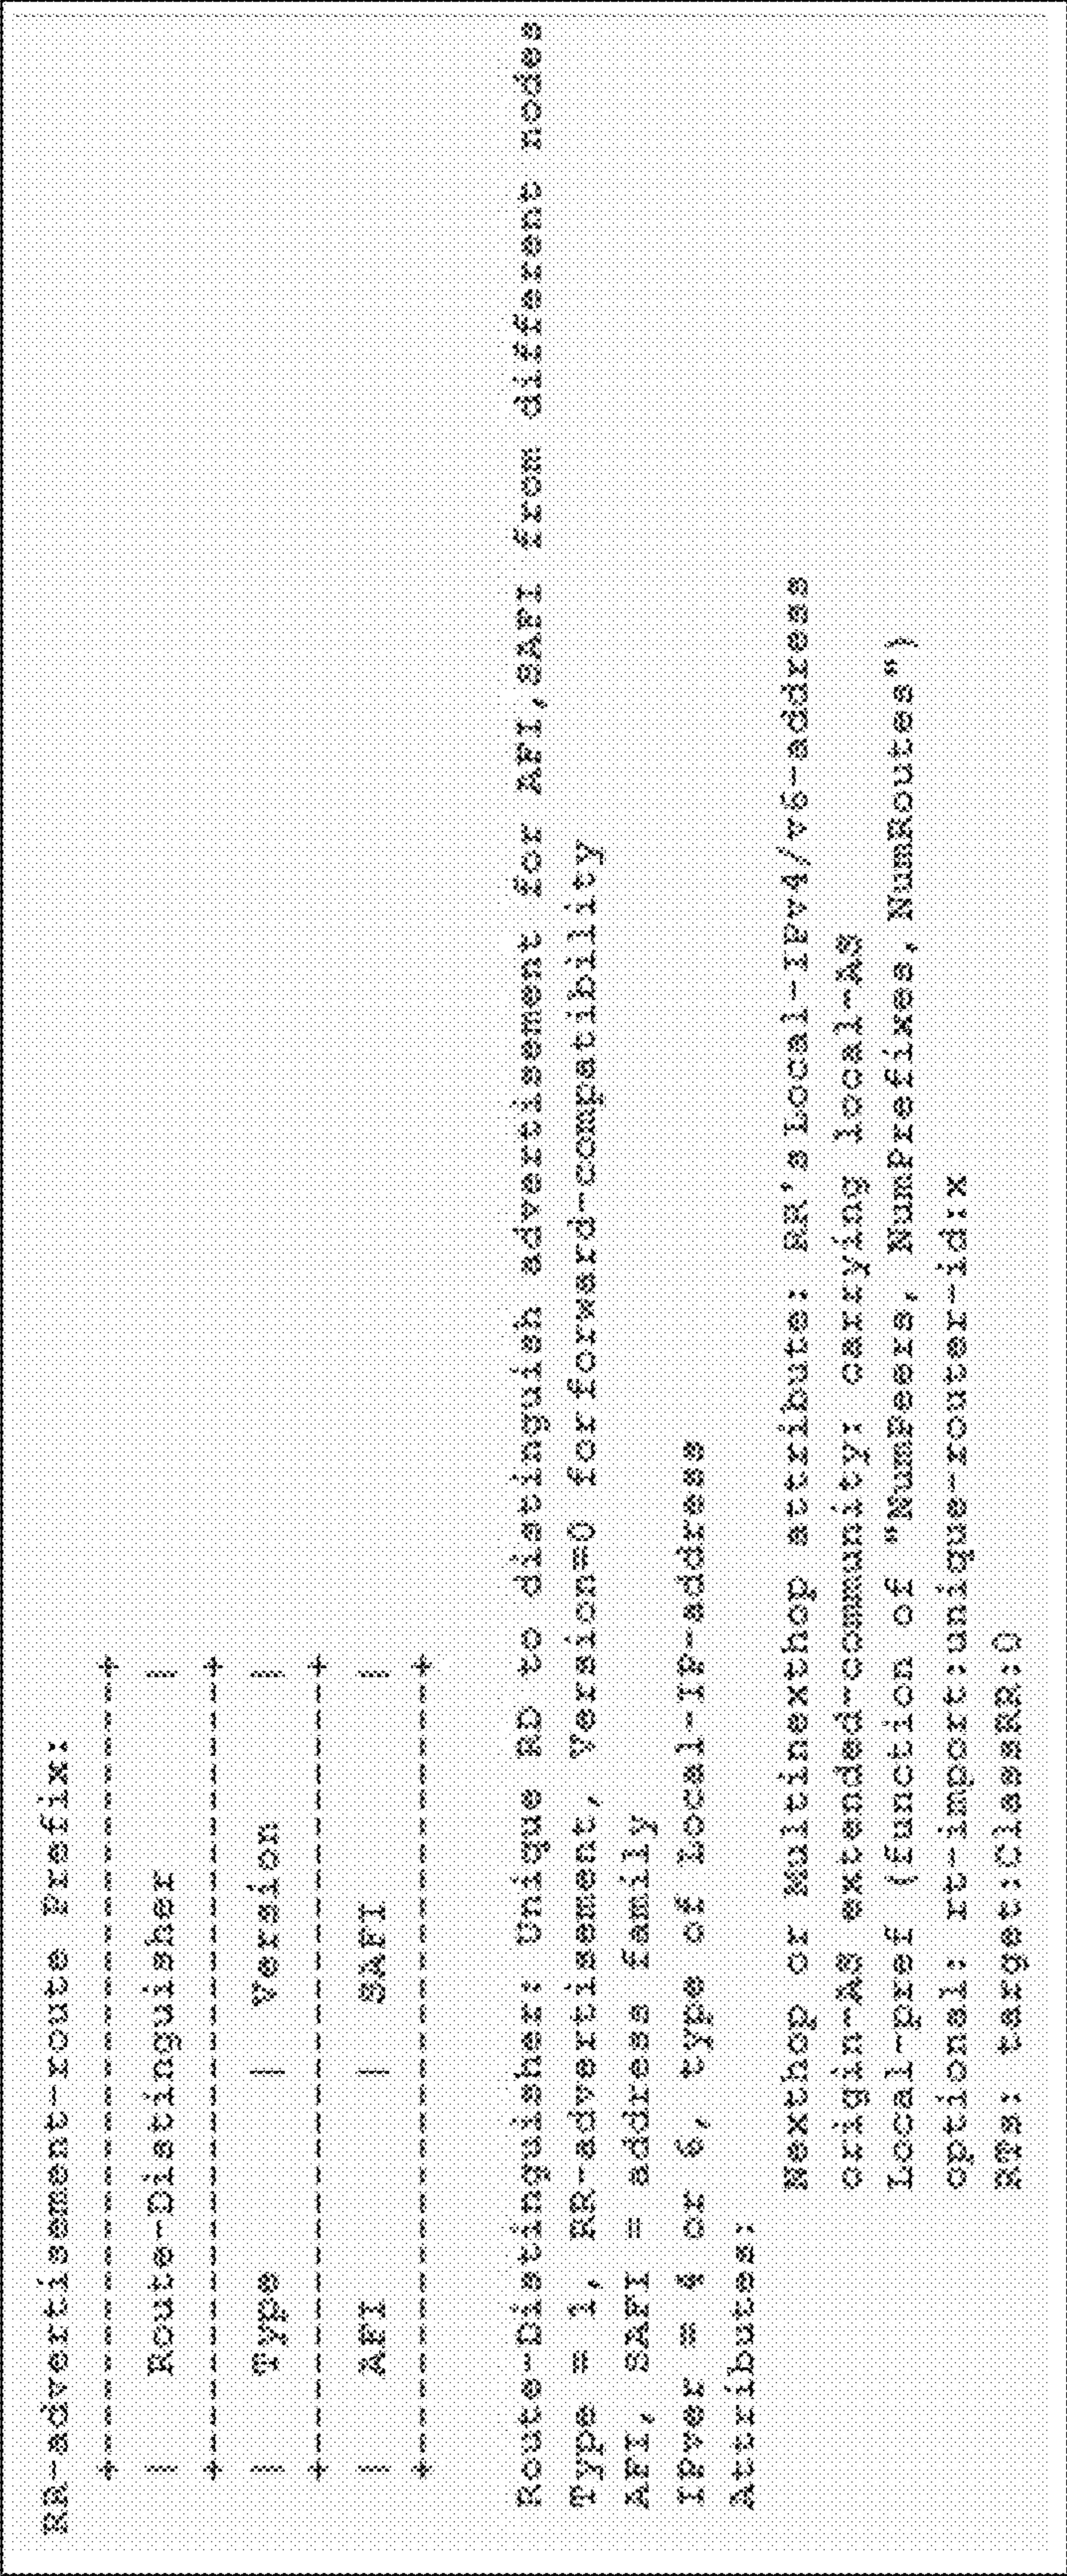 RR-advertisement-route Prefix:
+---------------------------------+
| Route-Distinguisher |
+---------------------------------+
| Type | Version |
+---------------------------------+
| AFI | SAFI |
+---------------------------------+
Route-Distinguisher: Unique RD to distinguish advertisement for AFI,SAFI from different nodes
Type = 1, RR-advertisement, Version=0 for forward-compatibility
AFI, SAFI = address family
IPver = 4 or 6, type of Local-IP-address
Attributes:
Nexthop or Multinexthop attribute: RR's Local-IPv4/v6-address
origin-AS extended-community: carrying local-AS
Local-pref (function of "NumPeers, NumPrefixes, NumRoutes")
optional: rt-import:unique-router-id:x
RTs: target:ClassRR:0